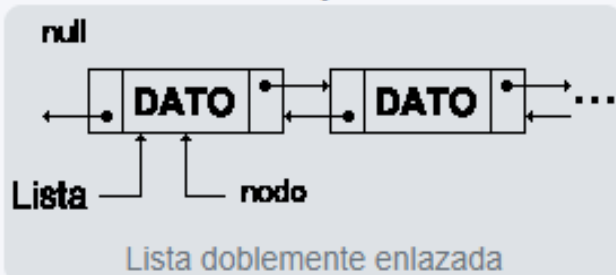 null
DATO DATO ...
Lista nodo
Lista doblemente enlazada